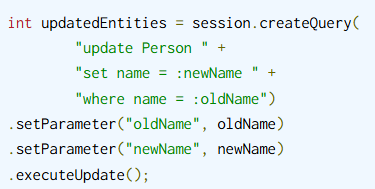 int updatedEntities = session.createQuery(
"update Person " +
"set name = :newName " +
"where name = :oldName")
.setParameter("oldName", oldName)
.setParameter("newName", newName)
.executeUpdate();